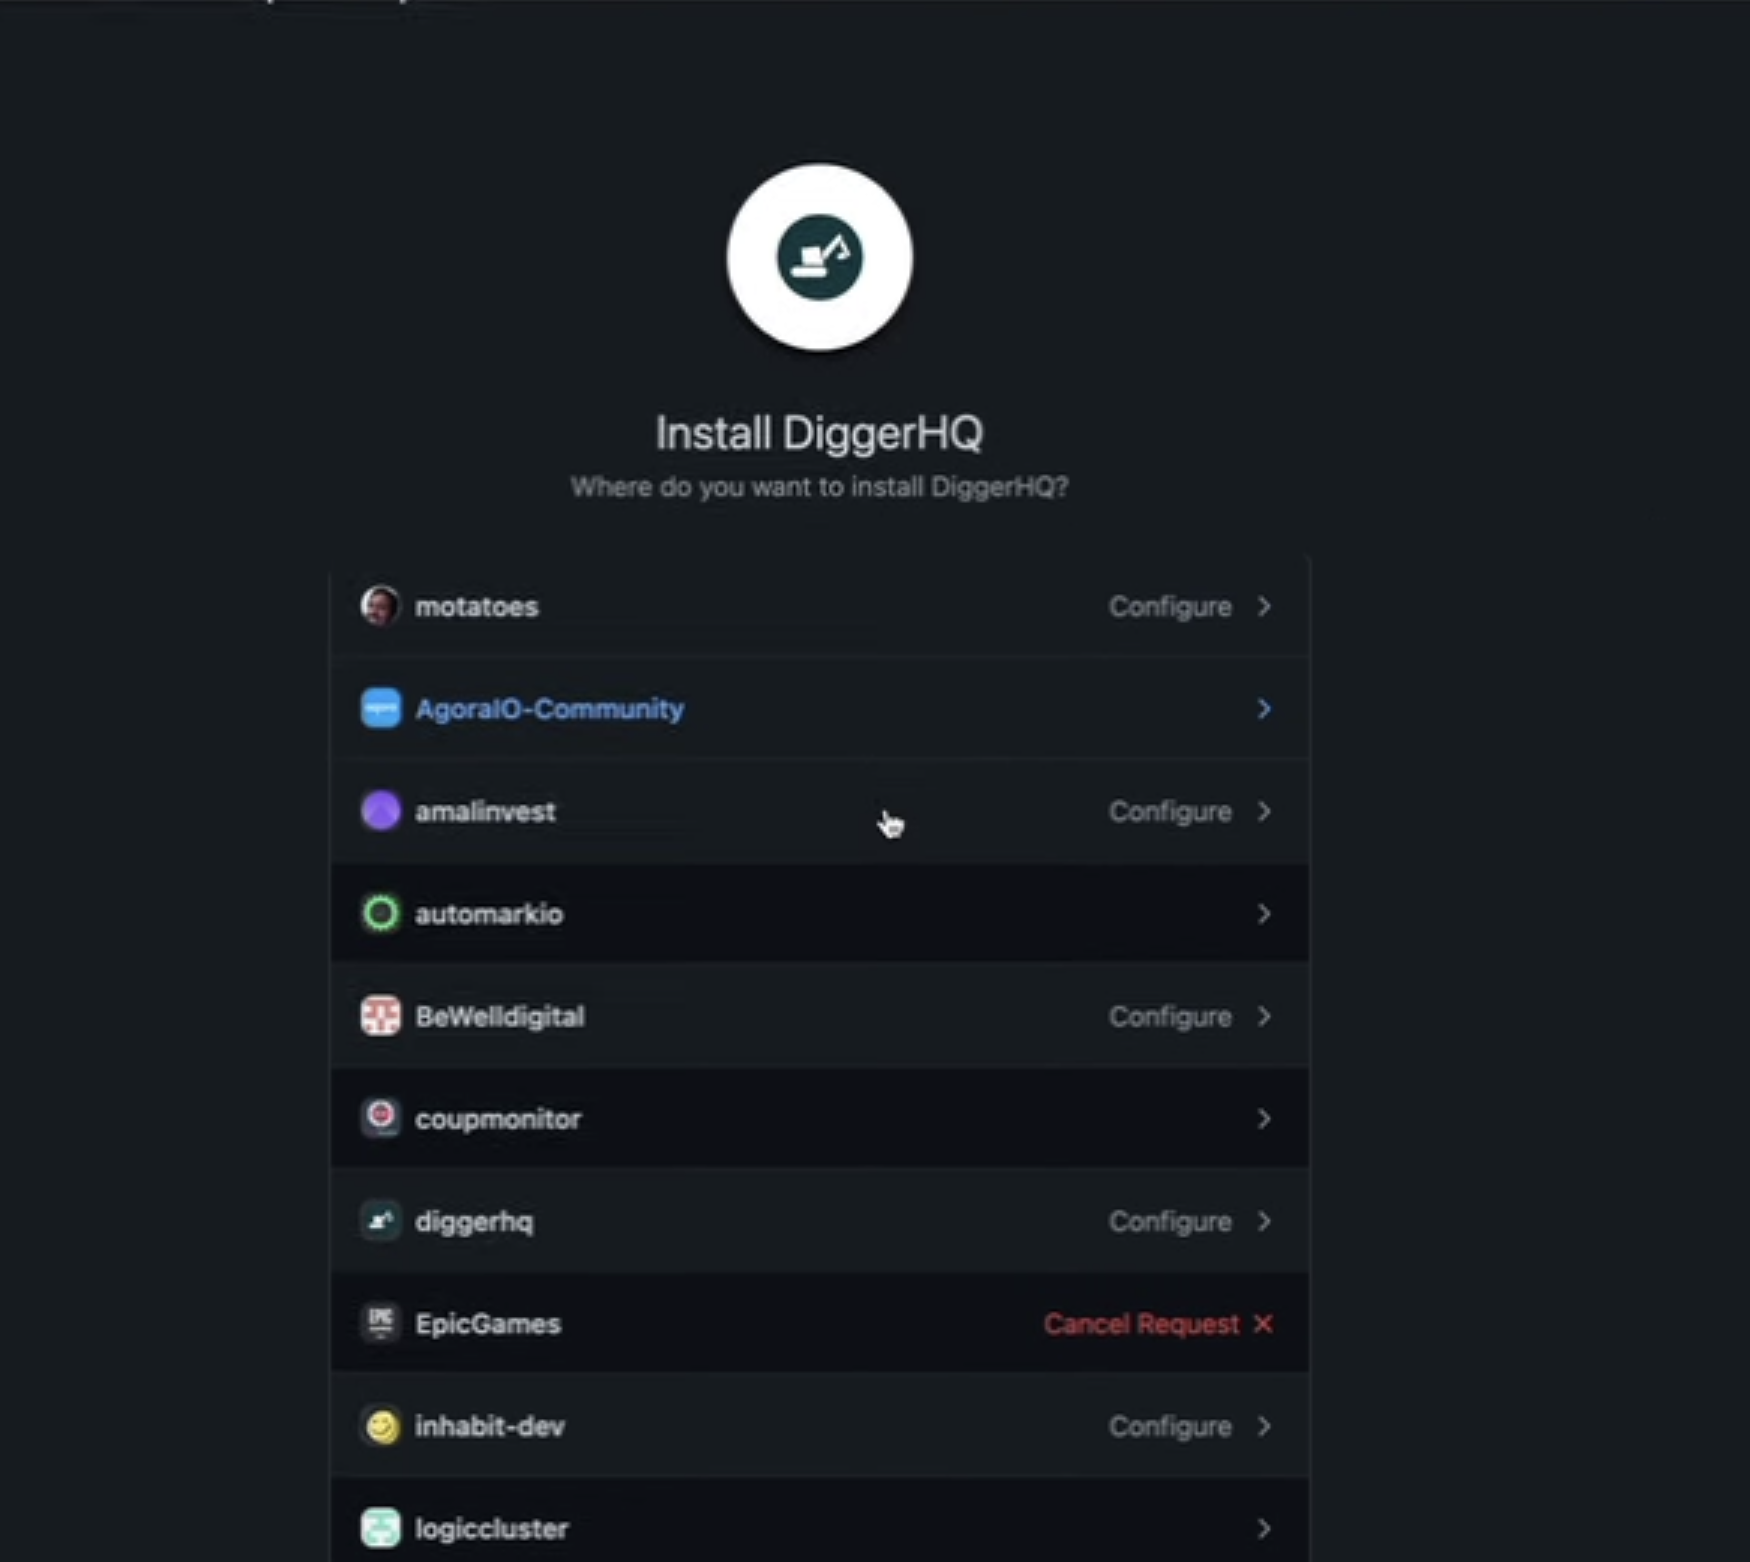 Install DiggerHQ
Where do you want to install DiggerHQ?
motatoes Configure
AgoraIO-Community
amalinvest Configure
automarkio
BeWelldigital Configure
coupmonitor
diggerhq Configure
EPIC
EpicGames Cancel Request
inhabit-dev Configure
logiccluster